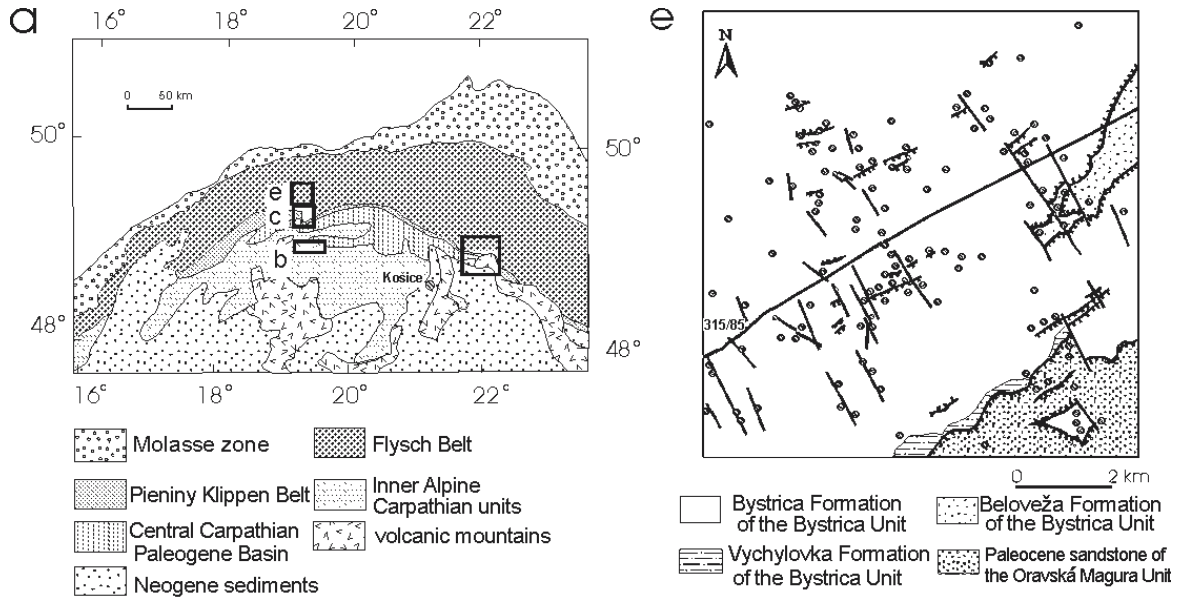 a
16° 18° 20° 22°
0 50 km
50°
50°
48°
48°
e
c
b
Košice
16° 18° 20° 22°
Molasse zone
Flysch Belt
Pieniny Klippen Belt
Inner Alpine
Carpathian units
Central Carpathian
Paleogene Basin
volcanic mountains
Neogene sediments
e
N
315/85
0 2 km
Bystrica Formation
of the Bystrica Unit
Beloveža Formation
of the Bystrica Unit
Vychylovka Formation
of the Bystrica Unit
Paleocene sandstone of
the Oravská Magura Unit